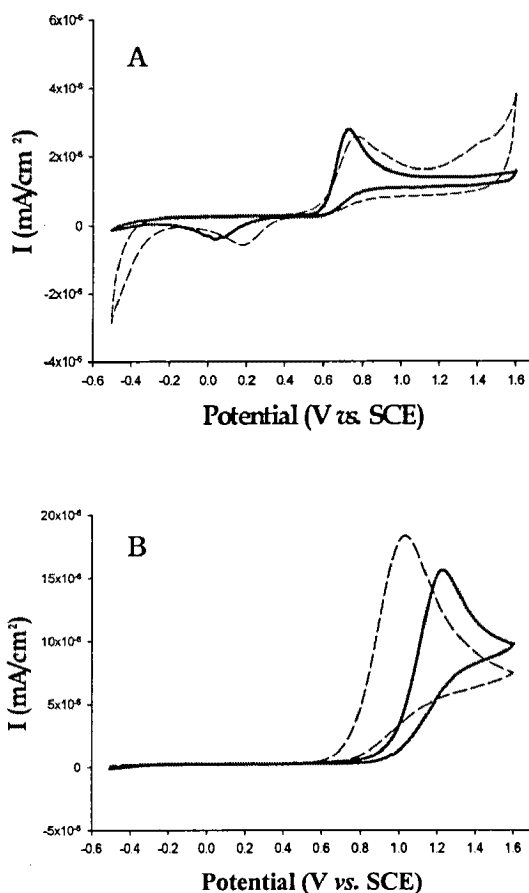 A
I (mA/cm ²)
6x10⁻⁶
4x10⁻⁶
2x10⁻⁶
0
-2x10⁻⁶
-4x10⁻⁶
-0.6 -0.4 -0.2 0.0 0.2 0.4 0.6 0.8 1.0 1.2 1.4 1.6
Potential (V vs. SCE)
B
I (mA/cm²)
20x10⁻⁶
15x10⁻⁶
10x10⁻⁶
5x10⁻⁶
0
-5x10⁻⁶
-0.6 -0.4 -0.2 0.0 0.2 0.4 0.6 0.8 1.0 1.2 1.4 1.6
Potential (V vs. SCE)